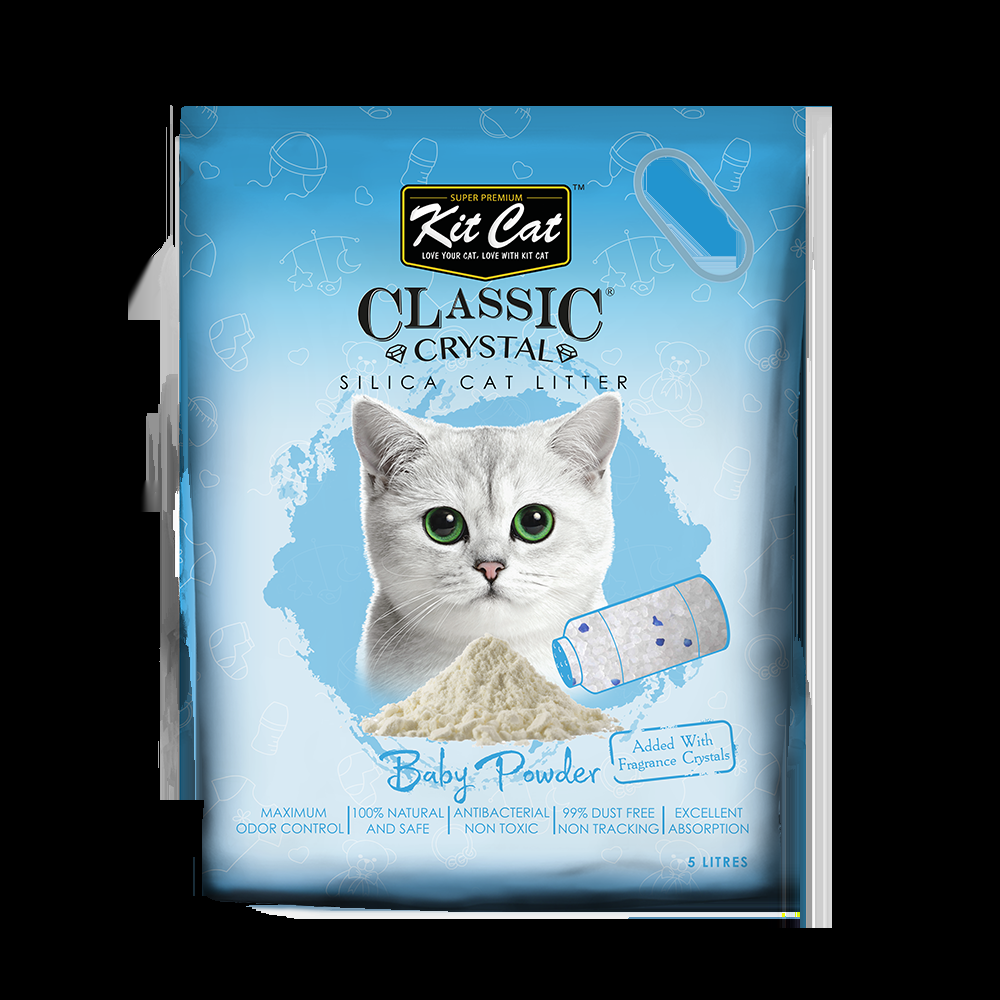 SUPER PREMIUM
Kit Cat™
LOVE YOUR CAT, LOVE WITH KIT CAT
CLASSIC®
CRYSTAL
SILICA CAT LITTER
Baby Powder
Added With
Fragrance Crystals
MAXIMUM
ODOR CONTROL
100% NATURAL
AND SAFE
ANTIBACTERIAL
NON TOXIC
99% DUST FREE
NON TRACKING
EXCELLENT
ABSORPTION
5 LITRES